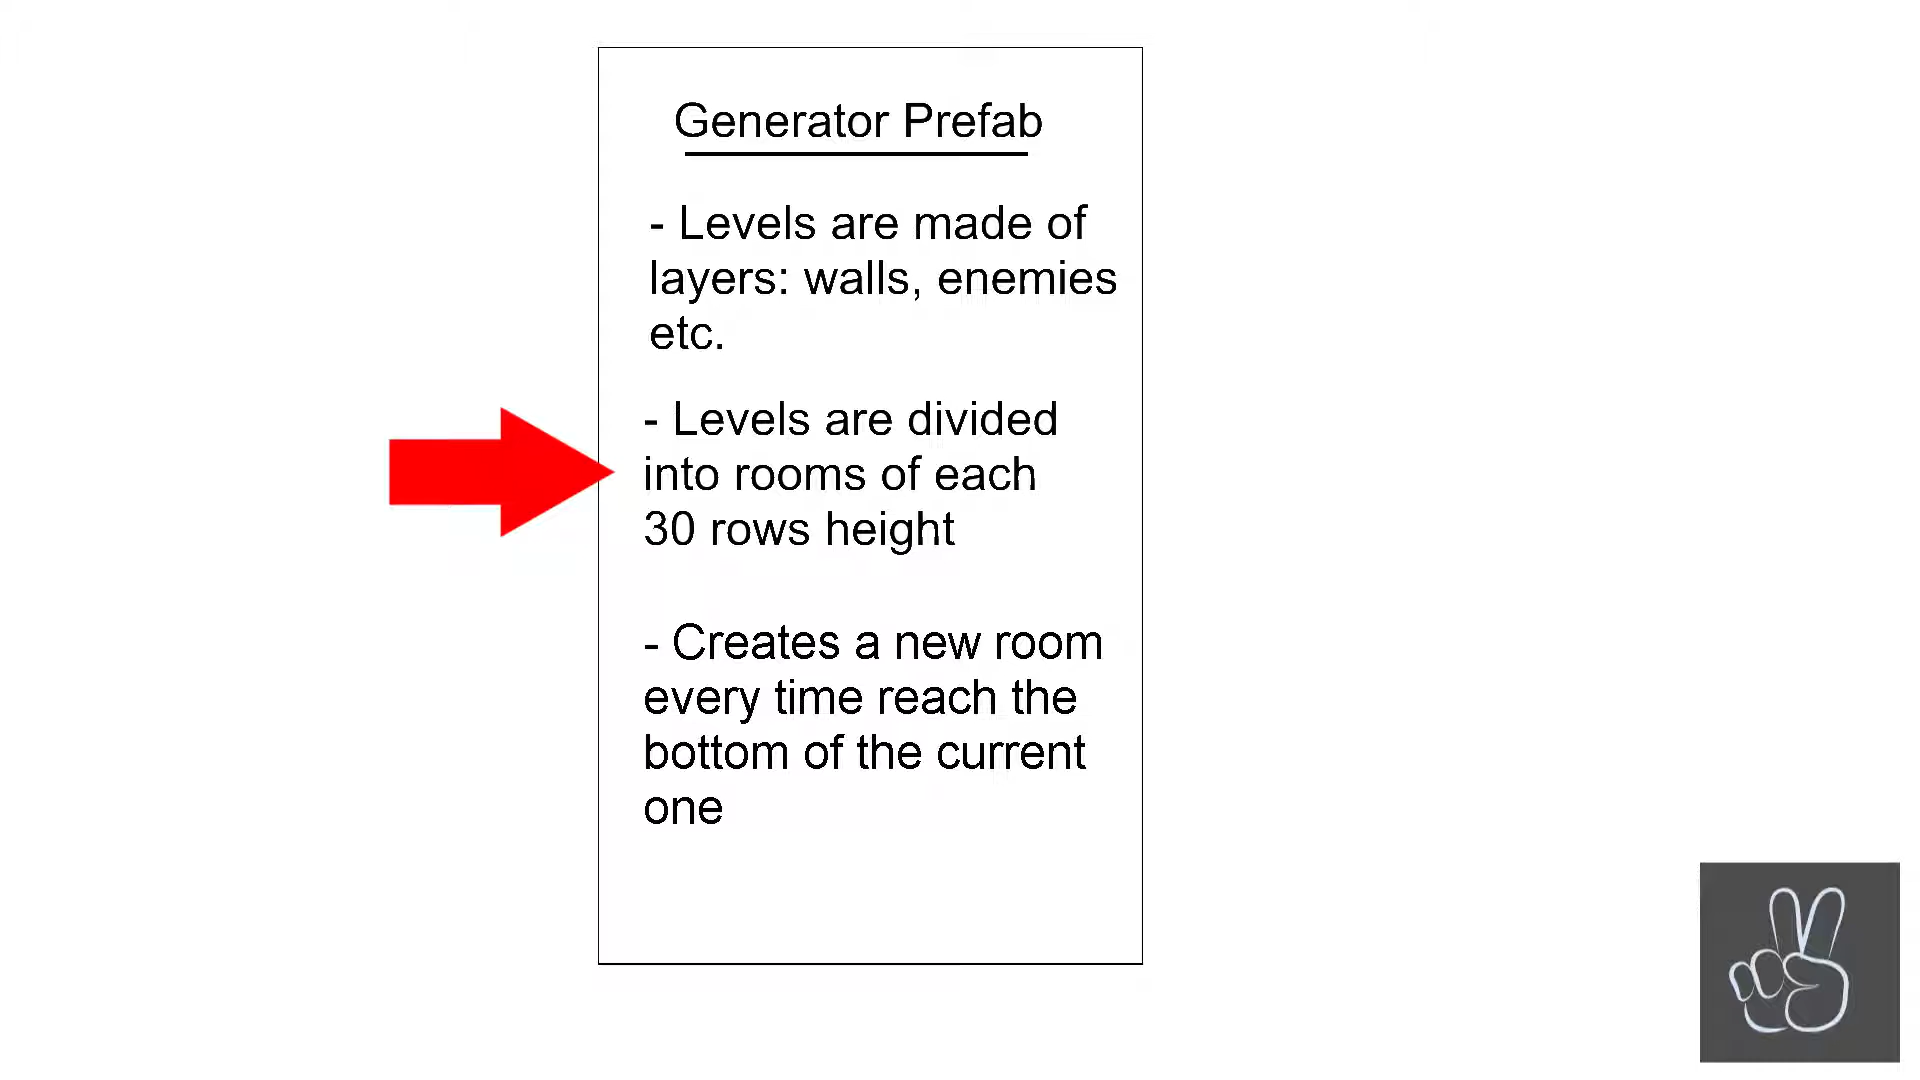 Generator Prefab
- Levels are made of
layers: walls, enemies
etc.
- Levels are divided
into rooms of each
30 rows height
- Creates a new room
every time reach the
bottom of the current
one